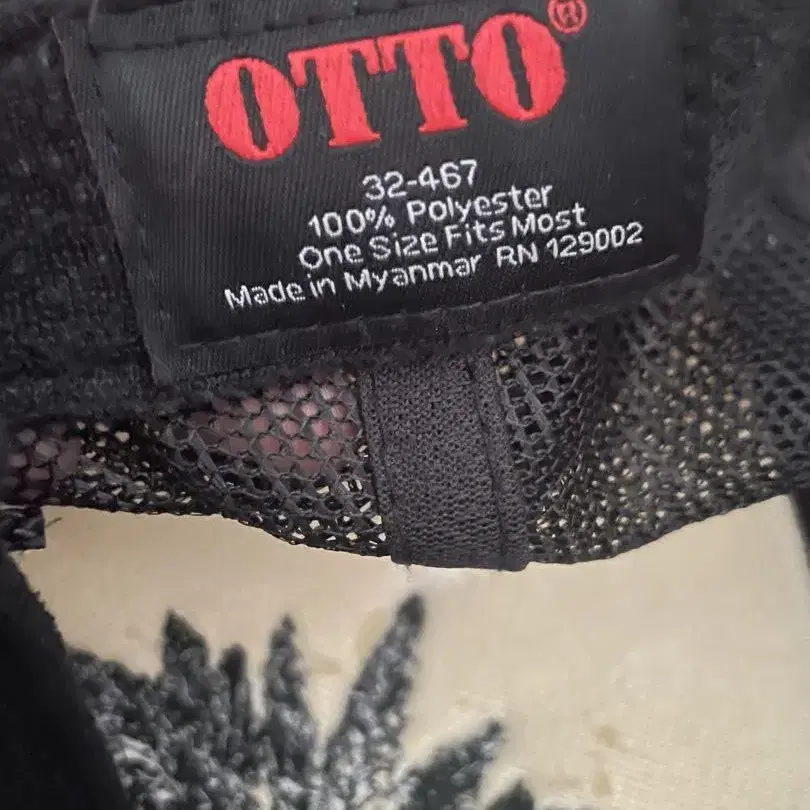 OTTO®
32-467
100% Polyester
One Size Fits Most
Made in Myanmar RN 129002